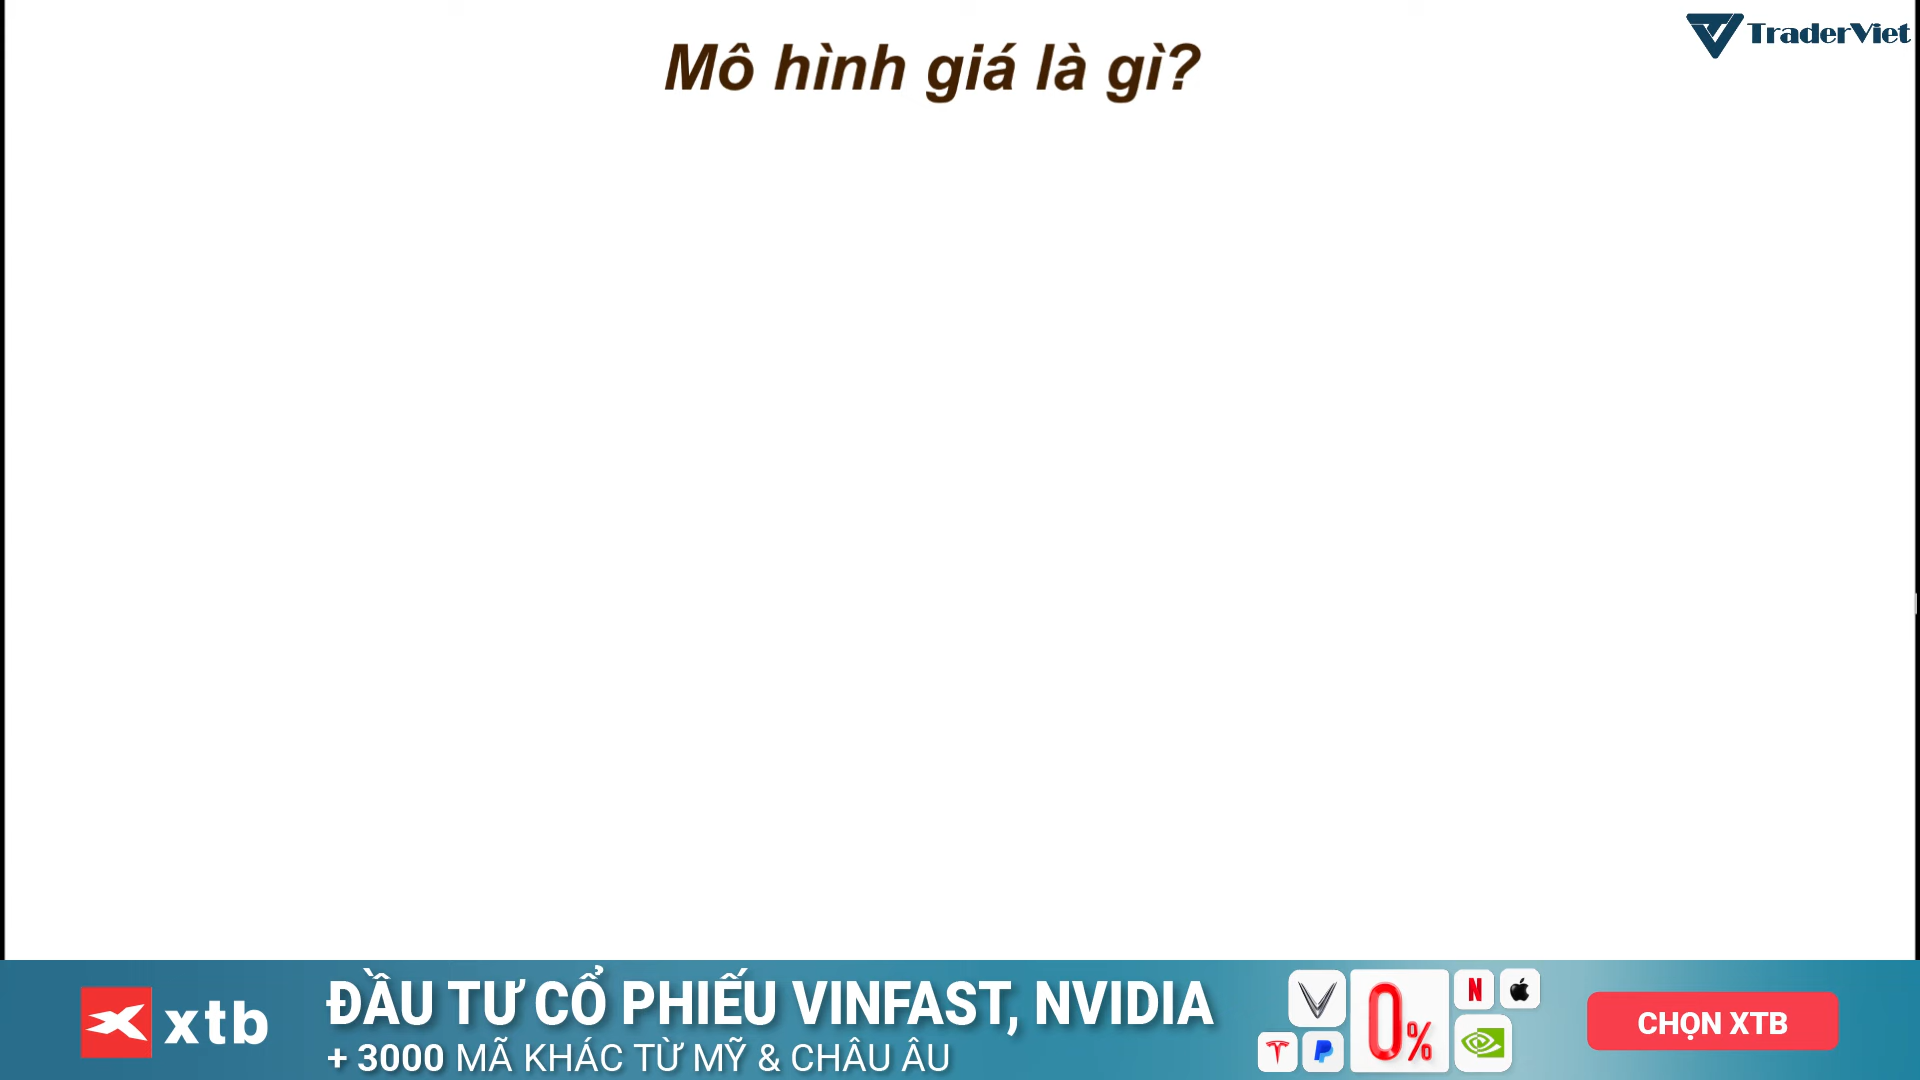 Mô hình giá là gì?
TraderViet
xtb
ĐẦU TƯ CỔ PHIẾU VINFAST, NVIDIA
+ 3000 MÃ KHÁC TỪ MỸ & CHÂU ÂU
0%
N
CHỌN XTB